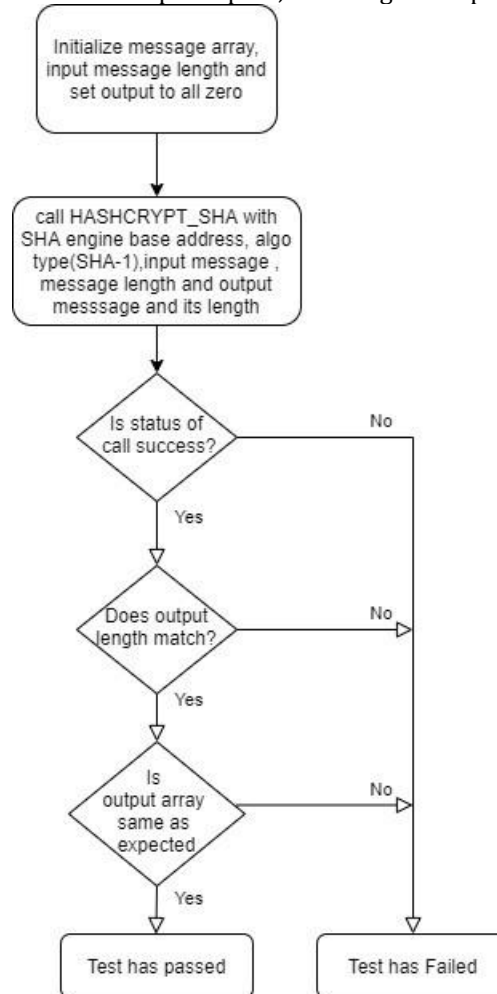 Initialize message array,
input message length and
set output to all zero
call HASHCRYPT_SHA with
SHA engine base address, algo
type(SHA-1),input message ,
message length and output
messsage and its length
Is status of
call success?
No
Yes
Does output
length match?
No
Yes
Is
output array
same as
expected
No
Yes
Test has passed
Test has Failed